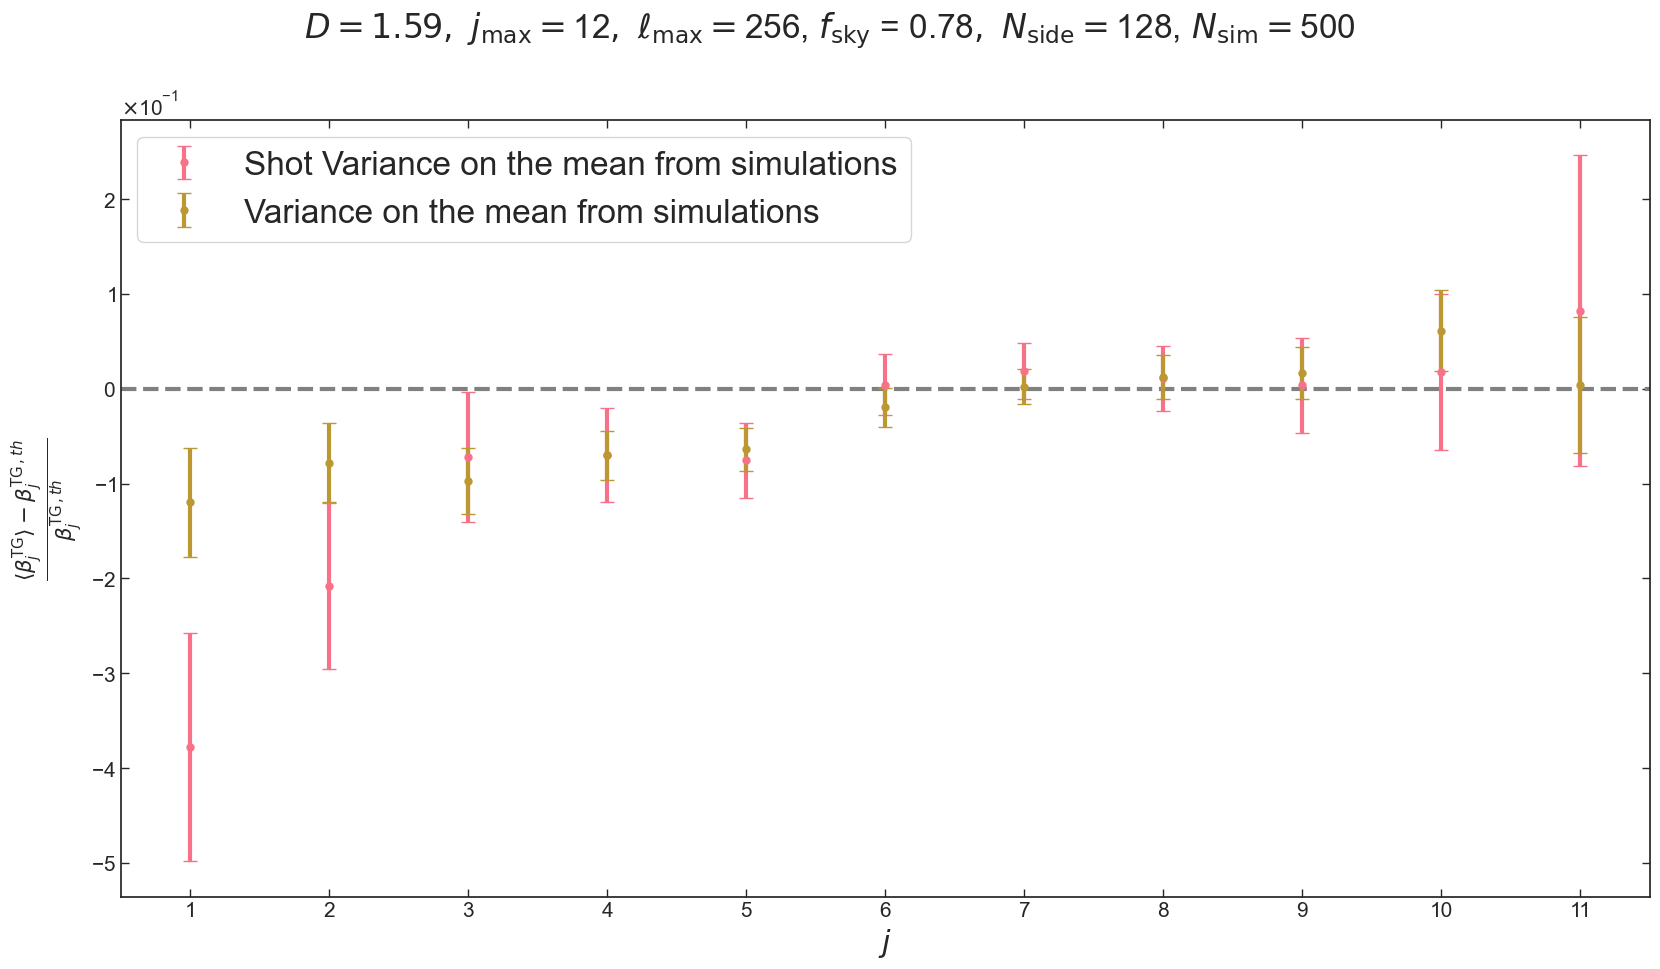 D = 1.59, j_max = 12, ℓ_max = 256, f_sky = 0.78, N_side = 128, N_sim = 500
×10⁻¹
Shot Variance on the mean from simulations
Variance on the mean from simulations
2
1
0
−1
−2
−3
−4
−5
⟨β_j^TG⟩ − β_j^{TG, th}
β_j^{TG, th}
1 2 3 4 5 6 7 8 9 10 11
j